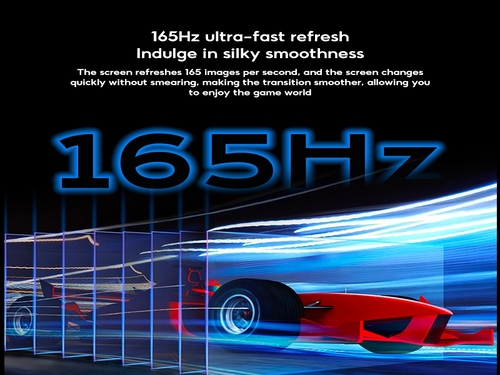 165Hz ultra-fast refresh
Indulge in silky smoothness
The screen refreshes 165 images per second, and the screen changes
quickly without smearing, making the transition smoother, allowing you
to enjoy the game world
165Hz